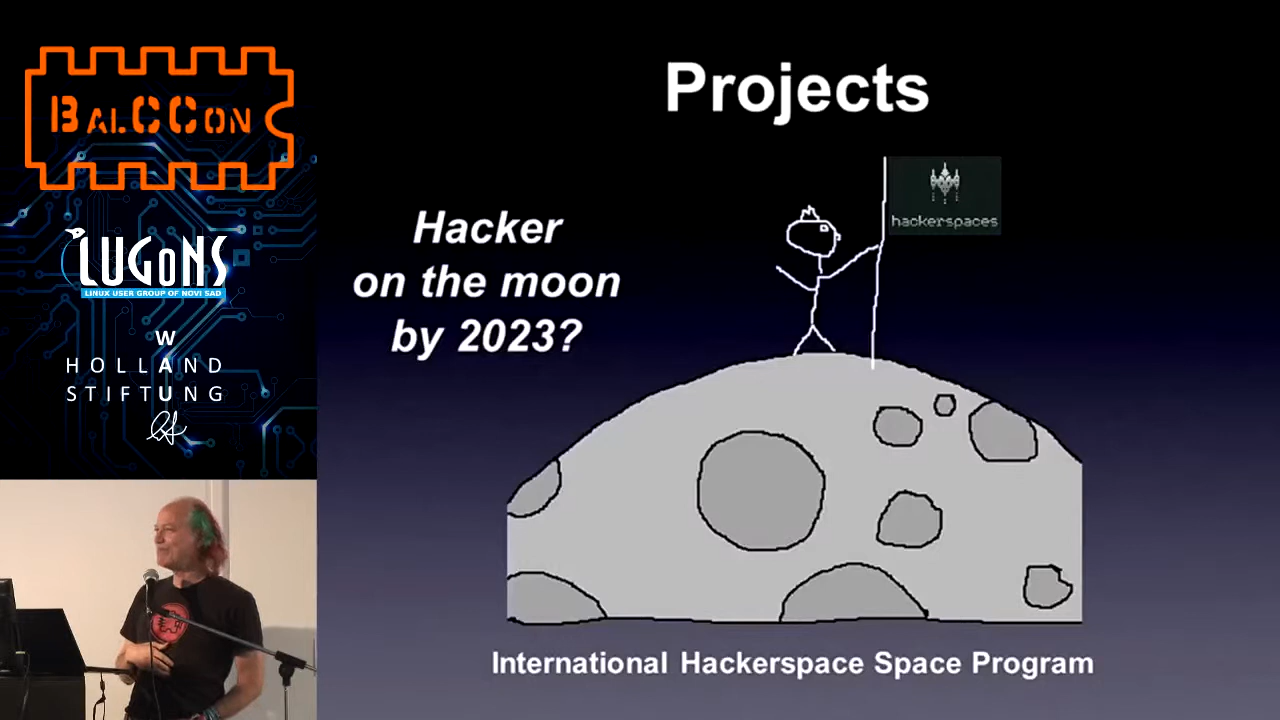 BALCCON
LUGoNS
LINUX USER GROUP OF NOVI SAD
WAU
HOLLAND
STIFTUNG
Projects
hackerspaces
Hacker
on the moon
by 2023?
International Hackerspace Space Program